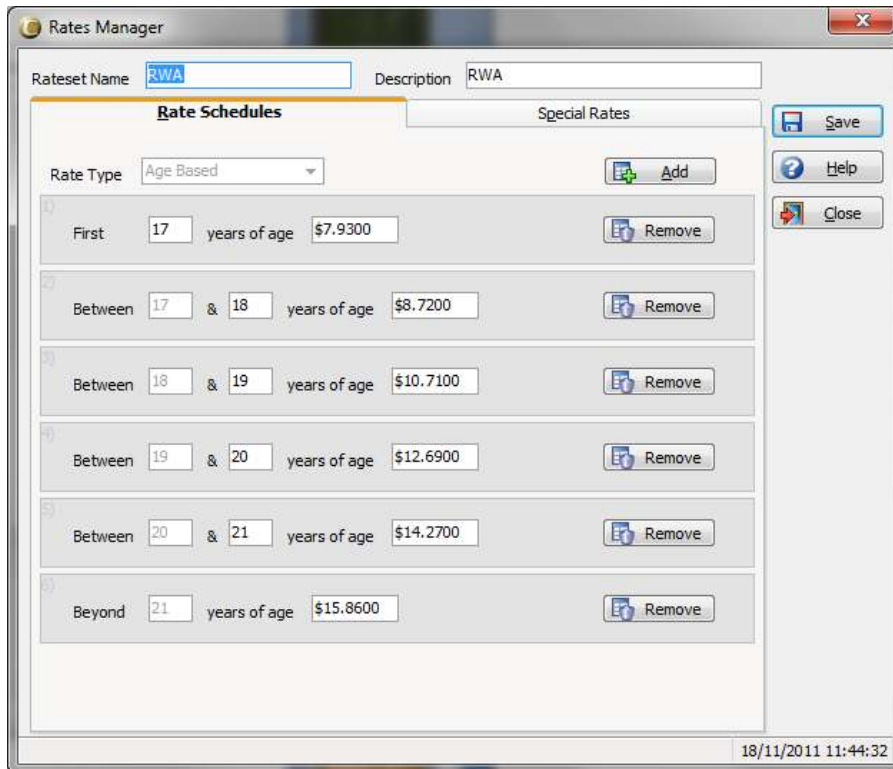 Rates Manager
Rateset Name RWA Description RWA
Rate Schedules Special Rates
Save
Rate Type Age Based Add
Help
Close
1)
First 17 years of age $7.9300 Remove
2)
Between 17 & 18 years of age $8.7200 Remove
3)
Between 18 & 19 years of age $10.7100 Remove
4)
Between 19 & 20 years of age $12.6900 Remove
5)
Between 20 & 21 years of age $14.2700 Remove
6)
Beyond 21 years of age $15.8600 Remove
18/11/2011 11:44:32